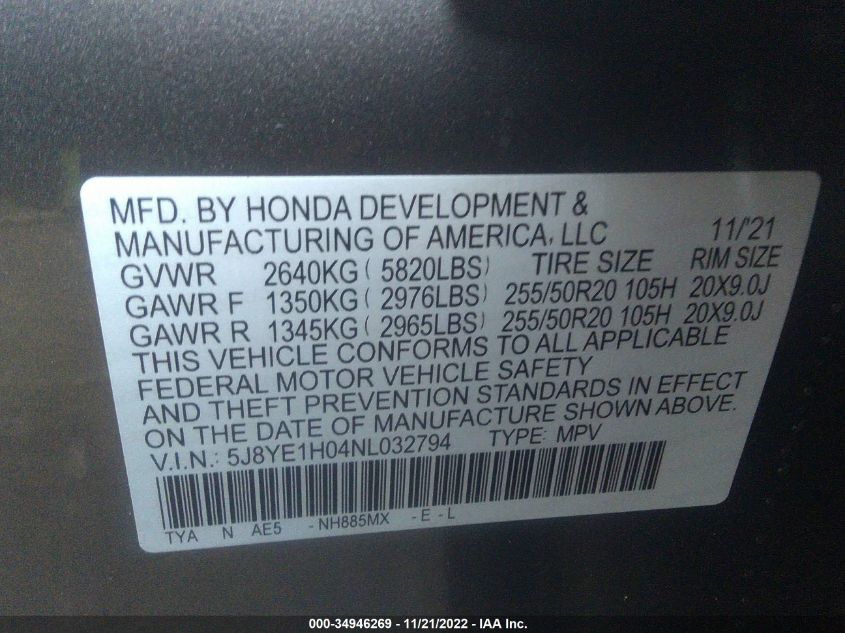 MFD. BY HONDA DEVELOPMENT &
MANUFACTURING OF AMERICA, LLC 11/'21
GVWR 2640KG ( 5820LBS) TIRE SIZE RIM SIZE
GAWR F 1350KG ( 2976LBS) 255/50R20 105H 20X9.0J
GAWR R 1345KG ( 2965LBS) 255/50R20 105H 20X9.0J
THIS VEHICLE CONFORMS TO ALL APPLICABLE
FEDERAL MOTOR VEHICLE SAFETY
AND THEFT PREVENTION STANDARDS IN EFFECT
ON THE DATE OF MANUFACTURE SHOWN ABOVE.
V.I.N.: 5J8YE1H04NL032794 TYPE: MPV
TYA N AE5 - NH885MX - E - L
000-34946269 - 11/21/2022 - IAA Inc.